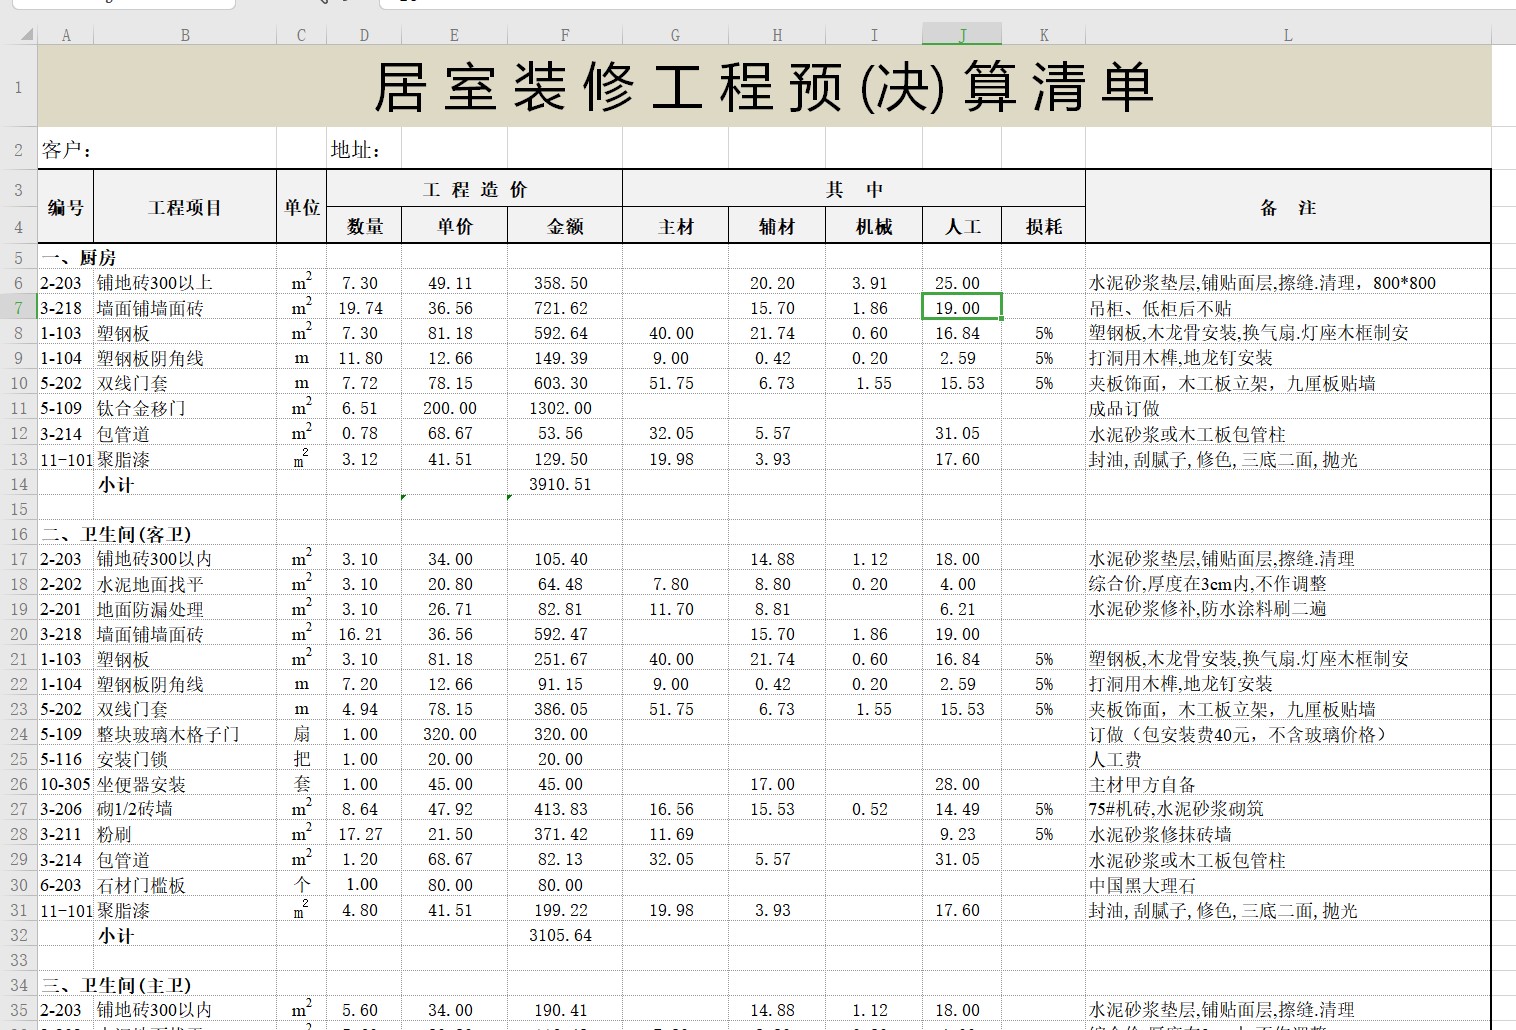 A B C D E F G H I J K L
1 居室装修工程预(决)算清单
2 客户： 地址：
3 编号 工程项目 单位 工 程 造 价 其 中 备 注
4 数量 单价 金额 主材 辅材 机械 人工 损耗
5 一、厨房
6 2-203 铺地砖300以上 m² 7.30 49.11 358.50 20.20 3.91 25.00 水泥砂浆垫层,铺贴面层,擦缝.清理，800*800
7 3-218 墙面铺墙面砖 m² 19.74 36.56 721.62 15.70 1.86 19.00 吊柜、低柜后不贴
8 1-103 塑钢板 m² 7.30 81.18 592.64 40.00 21.74 0.60 16.84 5% 塑钢板,木龙骨安装,换气扇.灯座木框制安
9 1-104 塑钢板阴角线 m 11.80 12.66 149.39 9.00 0.42 0.20 2.59 5% 打洞用木榫,地龙钉安装
10 5-202 双线门套 m 7.72 78.15 603.30 51.75 6.73 1.55 15.53 5% 夹板饰面，木工板立架，九厘板贴墙
11 5-109 钛合金移门 m² 6.51 200.00 1302.00 成品订做
12 3-214 包管道 m² 0.78 68.67 53.56 32.05 5.57 31.05 水泥砂浆或木工板包管柱
13 11-101 聚脂漆 m² 3.12 41.51 129.50 19.98 3.93 17.60 封油,刮腻子,修色,三底二面,抛光
14 小计 3910.51
15
16 二、卫生间(客卫)
17 2-203 铺地砖300以内 m² 3.10 34.00 105.40 14.88 1.12 18.00 水泥砂浆垫层,铺贴面层,擦缝.清理
18 2-202 水泥地面找平 m² 3.10 20.80 64.48 7.80 8.80 0.20 4.00 综合价,厚度在3cm内,不作调整
19 2-201 地面防漏处理 m² 3.10 26.71 82.81 11.70 8.81 6.21 水泥砂浆修补,防水涂料刷二遍
20 3-218 墙面铺墙面砖 m² 16.21 36.56 592.47 15.70 1.86 19.00
21 1-103 塑钢板 m² 3.10 81.18 251.67 40.00 21.74 0.60 16.84 5% 塑钢板,木龙骨安装,换气扇.灯座木框制安
22 1-104 塑钢板阴角线 m 7.20 12.66 91.15 9.00 0.42 0.20 2.59 5% 打洞用木榫,地龙钉安装
23 5-202 双线门套 m 4.94 78.15 386.05 51.75 6.73 1.55 15.53 5% 夹板饰面，木工板立架，九厘板贴墙
24 5-109 整块玻璃木格子门 扇 1.00 320.00 320.00 订做（包安装费40元，不含玻璃价格）
25 5-116 安装门锁 把 1.00 20.00 20.00 人工费
26 10-305 坐便器安装 套 1.00 45.00 45.00 17.00 28.00 主材甲方自备
27 3-206 砌1/2砖墙 m² 8.64 47.92 413.83 16.56 15.53 0.52 14.49 5% 75#机砖,水泥砂浆砌筑
28 3-211 粉刷 m² 17.27 21.50 371.42 11.69 9.23 5% 水泥砂浆修抹砖墙
29 3-214 包管道 m² 1.20 68.67 82.13 32.05 5.57 31.05 水泥砂浆或木工板包管柱
30 6-203 石材门槛板 个 1.00 80.00 80.00 中国黑大理石
31 11-101 聚脂漆 m² 4.80 41.51 199.22 19.98 3.93 17.60 封油,刮腻子,修色,三底二面,抛光
32 小计 3105.64
33
34 三、卫生间(主卫)
35 2-203 铺地砖300以内 m² 5.60 34.00 190.41 14.88 1.12 18.00 水泥砂浆垫层,铺贴面层,擦缝.清理